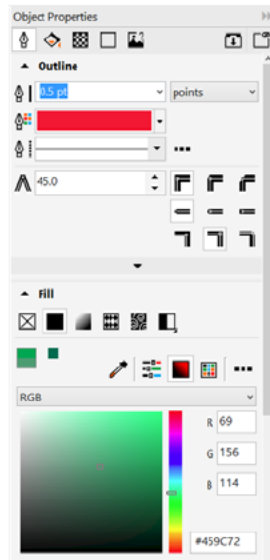 Object Properties
Outline
0.5 pt points
45.0
Fill
RGB
R 69
G 156
B 114
#459C72